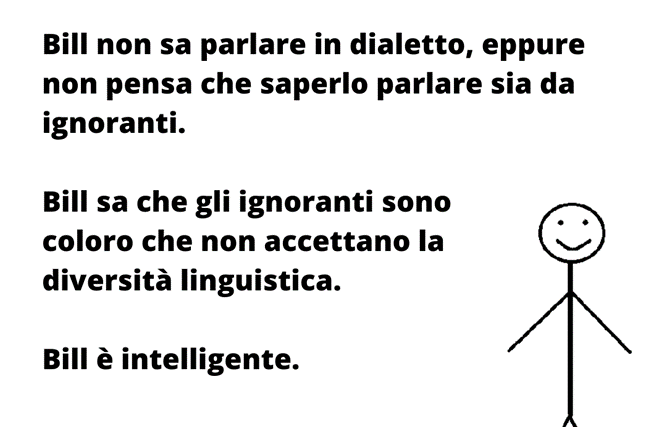 Bill non sa parlare in dialetto, eppure
non pensa che saperlo parlare sia da
ignoranti.
Bill sa che gli ignoranti sono
coloro che non accettano la
diversità linguistica.
Bill è intelligente.